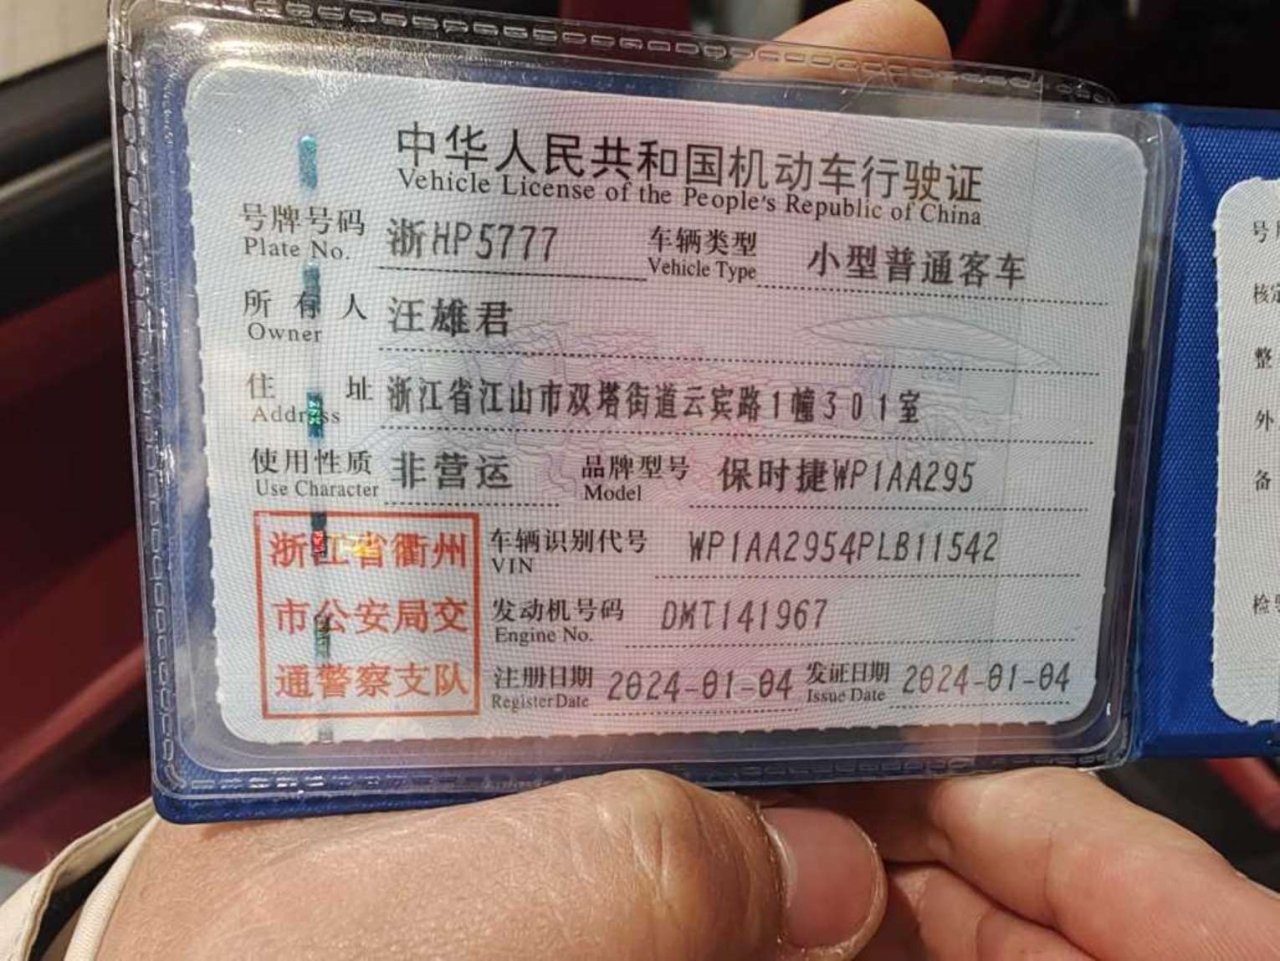 中华人民共和国机动车行驶证
Vehicle License of the People's Republic of China
号牌号码 浙HP5777 车辆类型 小型普通客车
Plate No. Vehicle Type
所有人 汪雄君
Owner
住址 浙江省江山市双塔街道云宾路1幢301室
Address
使用性质 非营运 品牌型号 保时捷WP1AA295
Use Character Model
浙江省衢州
市公安局交
通警察支队
车辆识别代号 WP1AA2954PLB11542
VIN
发动机号码 DMT141967
Engine No.
注册日期 2024-01-04 发证日期 2024-01-04
Register Date Issue Date
号
核定
整
外
备
检